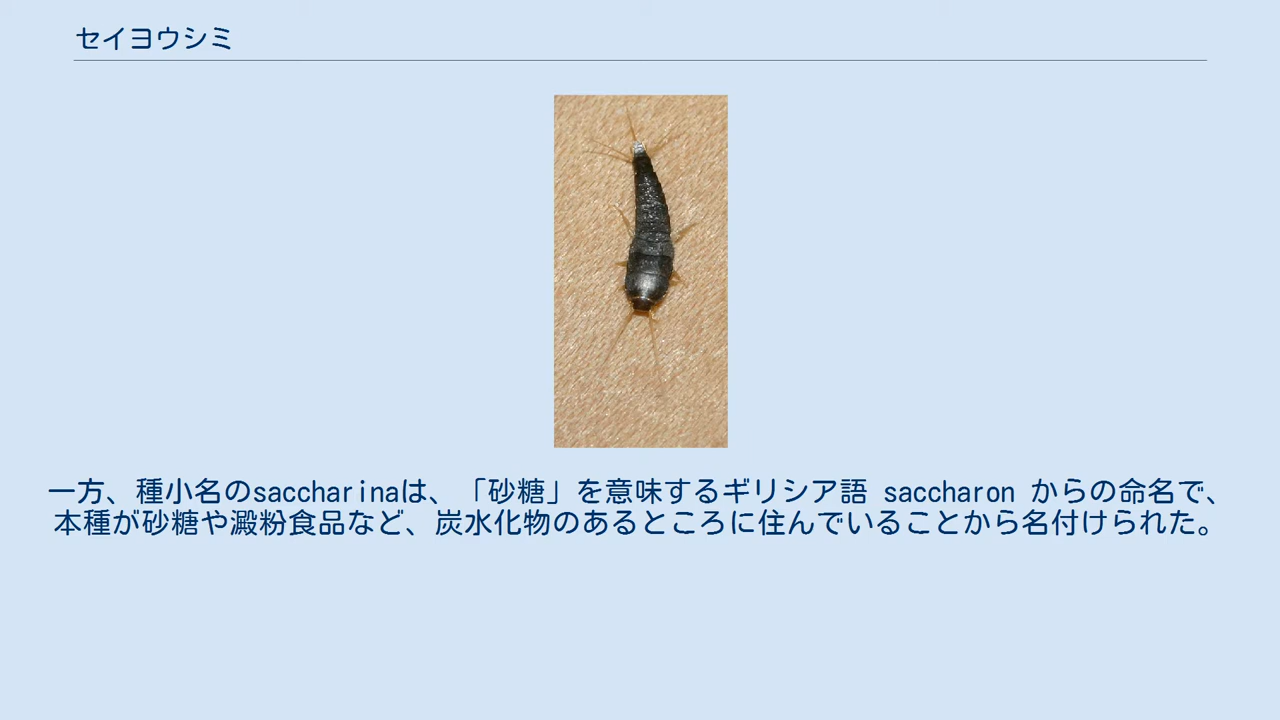 セイヨウシミ
一方、種小名のsaccharinaは、「砂糖」を意味するギリシア語 saccharon からの命名で、
本種が砂糖や澱粉食品など、炭水化物のあるところに住んでいることから名付けられた。